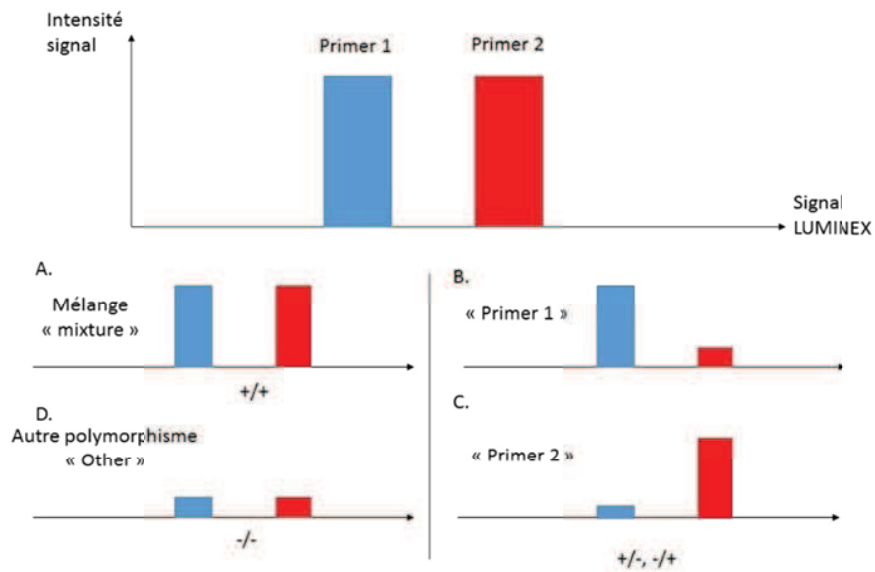 Intensité
signal
Primer 1
Primer 2
Signal
LUMINEX
A.
Mélange
« mixture »
+/+
B.
« Primer 1 »
D.
Autre polymorphisme
« Other »
-/-
C.
« Primer 2 »
+/-, -/+